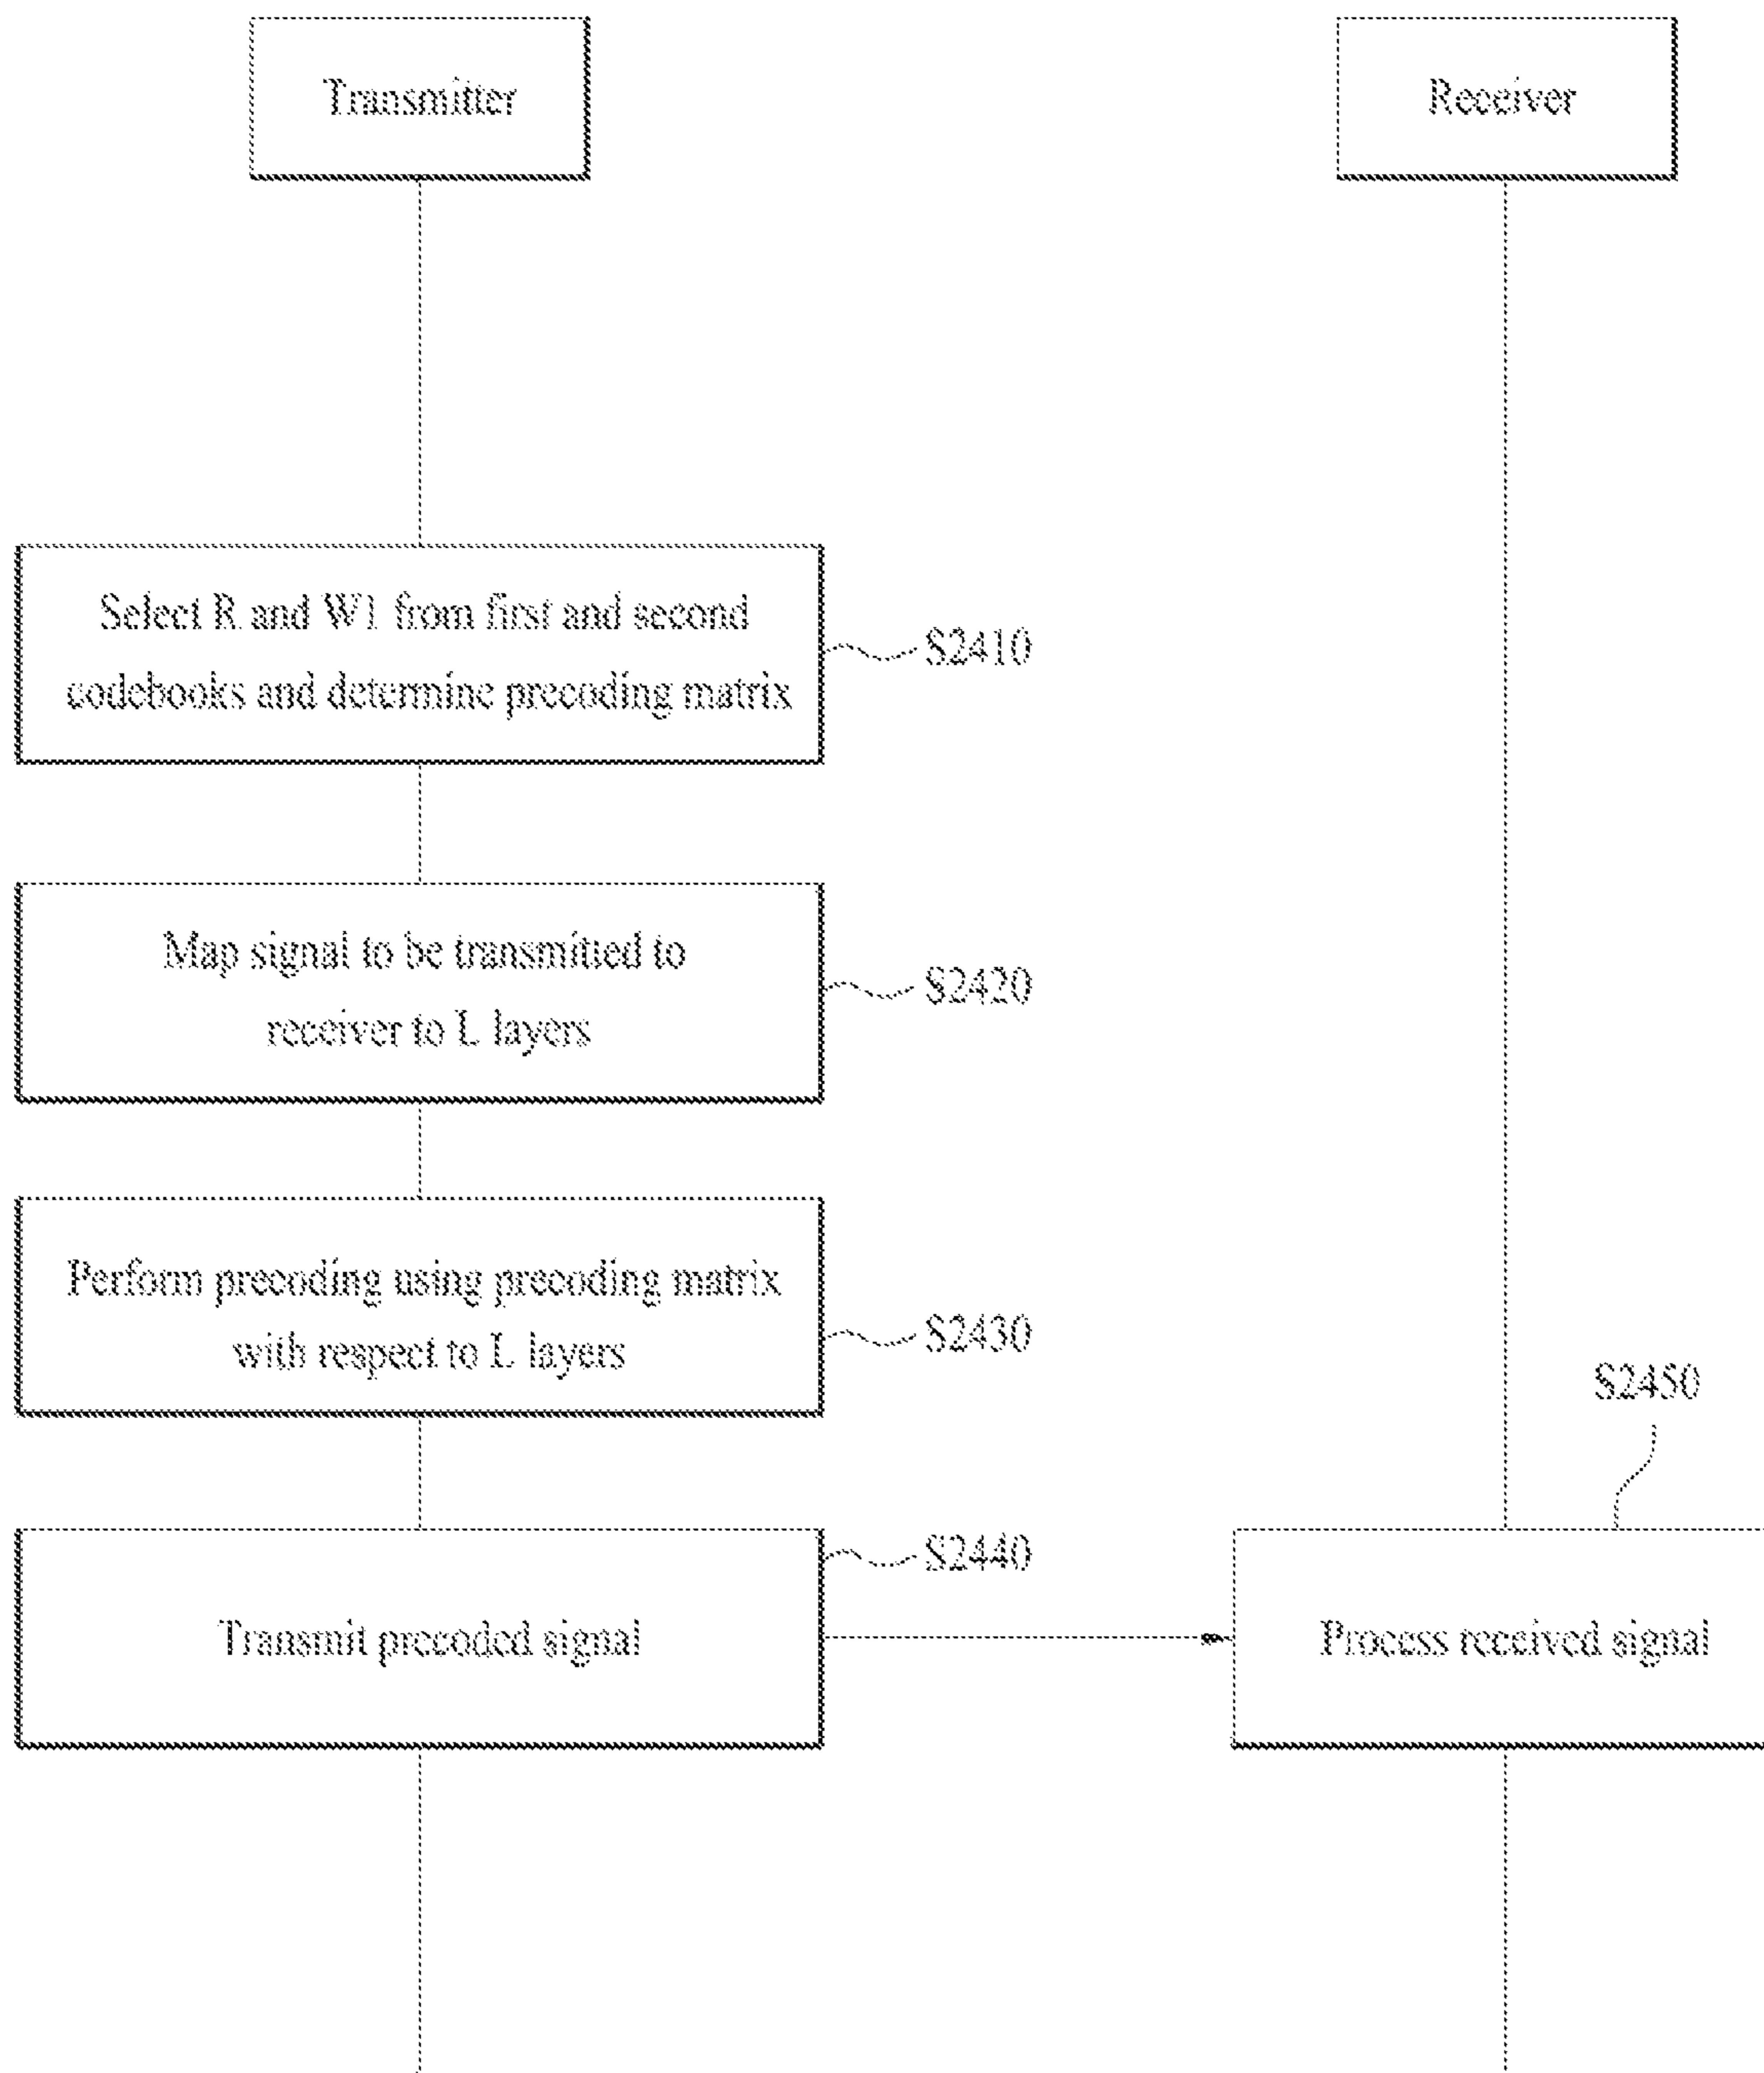 Transmitter
Receiver
Select R and W1 from first and second
codebooks and determine precoding matrix
S2410
Map signal to be transmitted to
receiver to L layers
S2420
Perform precoding using precoding matrix
with respect to L layers
S2430
S2450
S2440
Transmit precoded signal
Process received signal